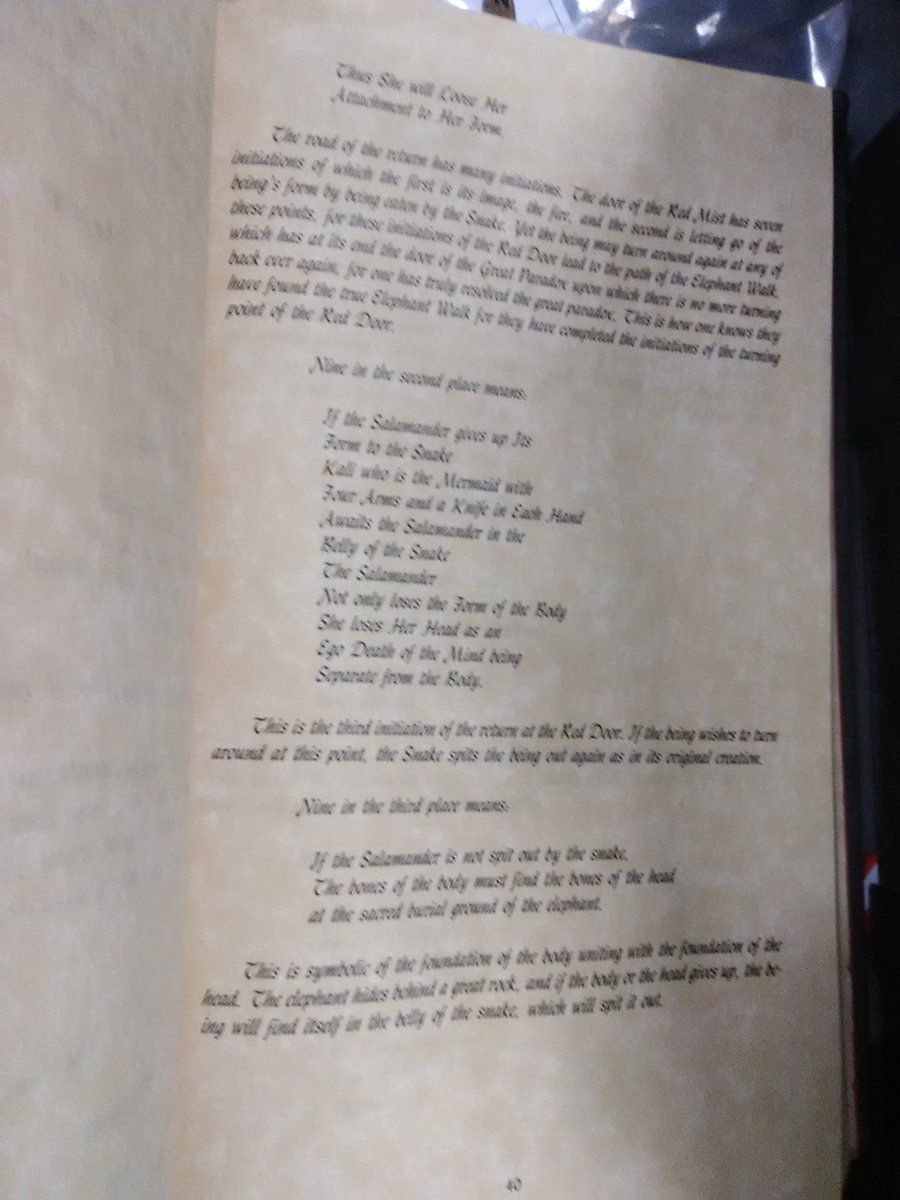 Thus She will Loose Her
Attachment to Her Form.
The road of the return has many initiations. The door of the Red Mist has seven
initiations of which the first is its image, the fire, and the second is letting go of the
being's form by being eaten by the Snake. Yet the being may turn around again at any of
these points, for these initiations of the Red Door lead to the path of the Elephant Walk,
which has at its end the door of the Great Paradox upon which there is no more turning
back ever again, for one has truly resolved the great paradox. This is how one knows they
have found the true Elephant Walk for they have completed the initiations of the turning
point of the Red Door.
Nine in the second place means:
If the Salamander gives up Its
Form to the Snake
Kali who is the Mermaid with
Four Arms and a Knife in Each Hand
Awaits the Salamander in the
Belly of the Snake
The Salamander
Not only loses the Form of the Body
She loses Her Head as an
Ego Death of the Mind being
Separate from the Body.
This is the third initiation of the return at the Red Door. If the being wishes to turn
around at this point, the Snake spits the being out again as in its original creation.
Nine in the third place means:
If the Salamander is not spit out by the snake,
The bones of the body must find the bones of the head
at the sacred burial ground of the elephant.
This is symbolic of the foundation of the body uniting with the foundation of the
head. The elephant hides behind a great rock, and if the body or the head gives up, the be-
ing will find itself in the belly of the snake, which will spit it out.
40